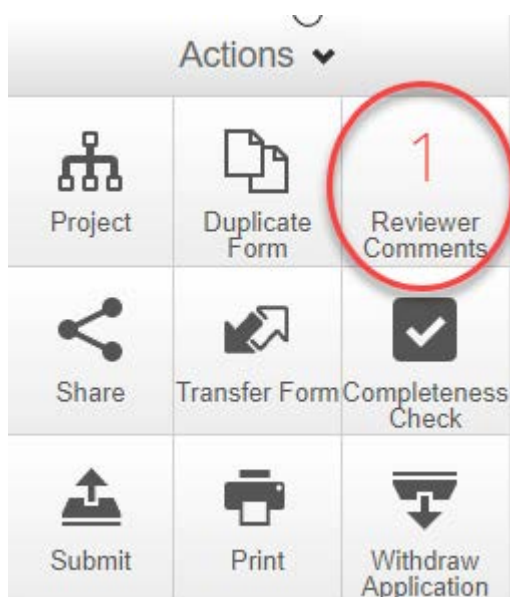 Actions
1
Project
Duplicate
Form
Reviewer
Comments
Share
Transfer Form
Completeness
Check
Submit
Print
Withdraw
Application